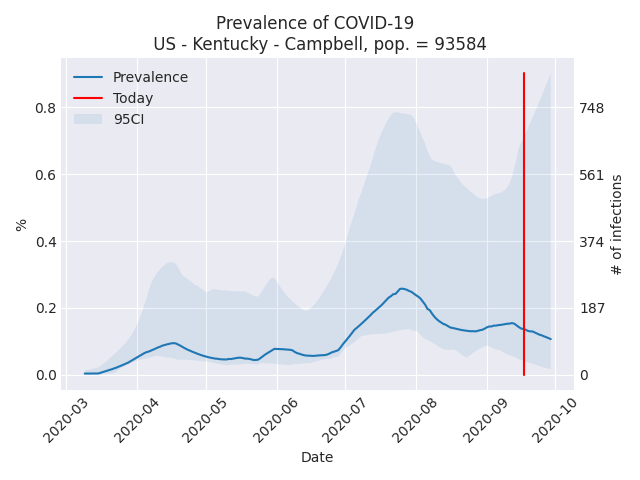 Prevalence of COVID-19
US - Kentucky - Campbell, pop. = 93584
Prevalence
Today
95CI
0.8
0.6
0.4
0.2
0.0
%
748
561
374
187
0
# of infections
2020-03
2020-04
2020-05
2020-06
2020-07
2020-08
2020-09
2020-10
Date